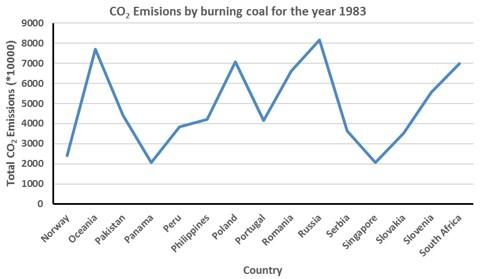 CO2 Emisions by burning coal for the year 1983
Total CO2 Emissions (*10000)
9000
8000
7000
6000
5000
4000
3000
2000
1000
0
Norway
Oceania
Pakistan
Panama
Peru
Philippines
Poland
Portugal
Romania
Russia
Serbia
Singapore
Slovakia
Slovenia
South Africa
Country